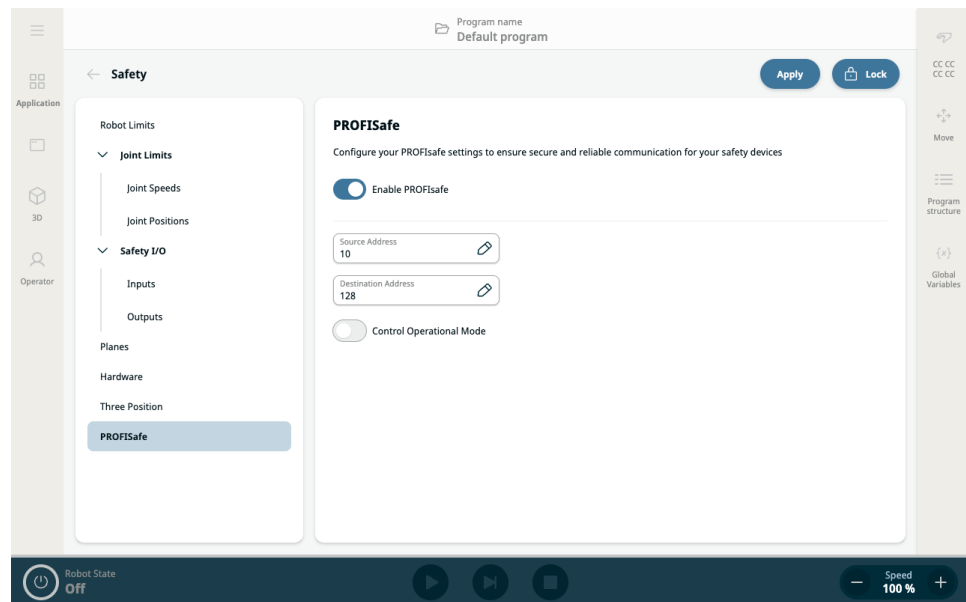 Program name
Default program
Safety
Apply
Lock
CC CC
CC CC
Application
Move
3D
Program
structure
Operator
Global
Variables
Robot Limits
Joint Limits
Joint Speeds
Joint Positions
Safety I/O
Inputs
Outputs
Planes
Hardware
Three Position
PROFISafe
PROFISafe
Configure your PROFIsafe settings to ensure secure and reliable communication for your safety devices
Enable PROFIsafe
Source Address
10
Destination Address
128
Control Operational Mode
Robot State
Off
Speed
100 %